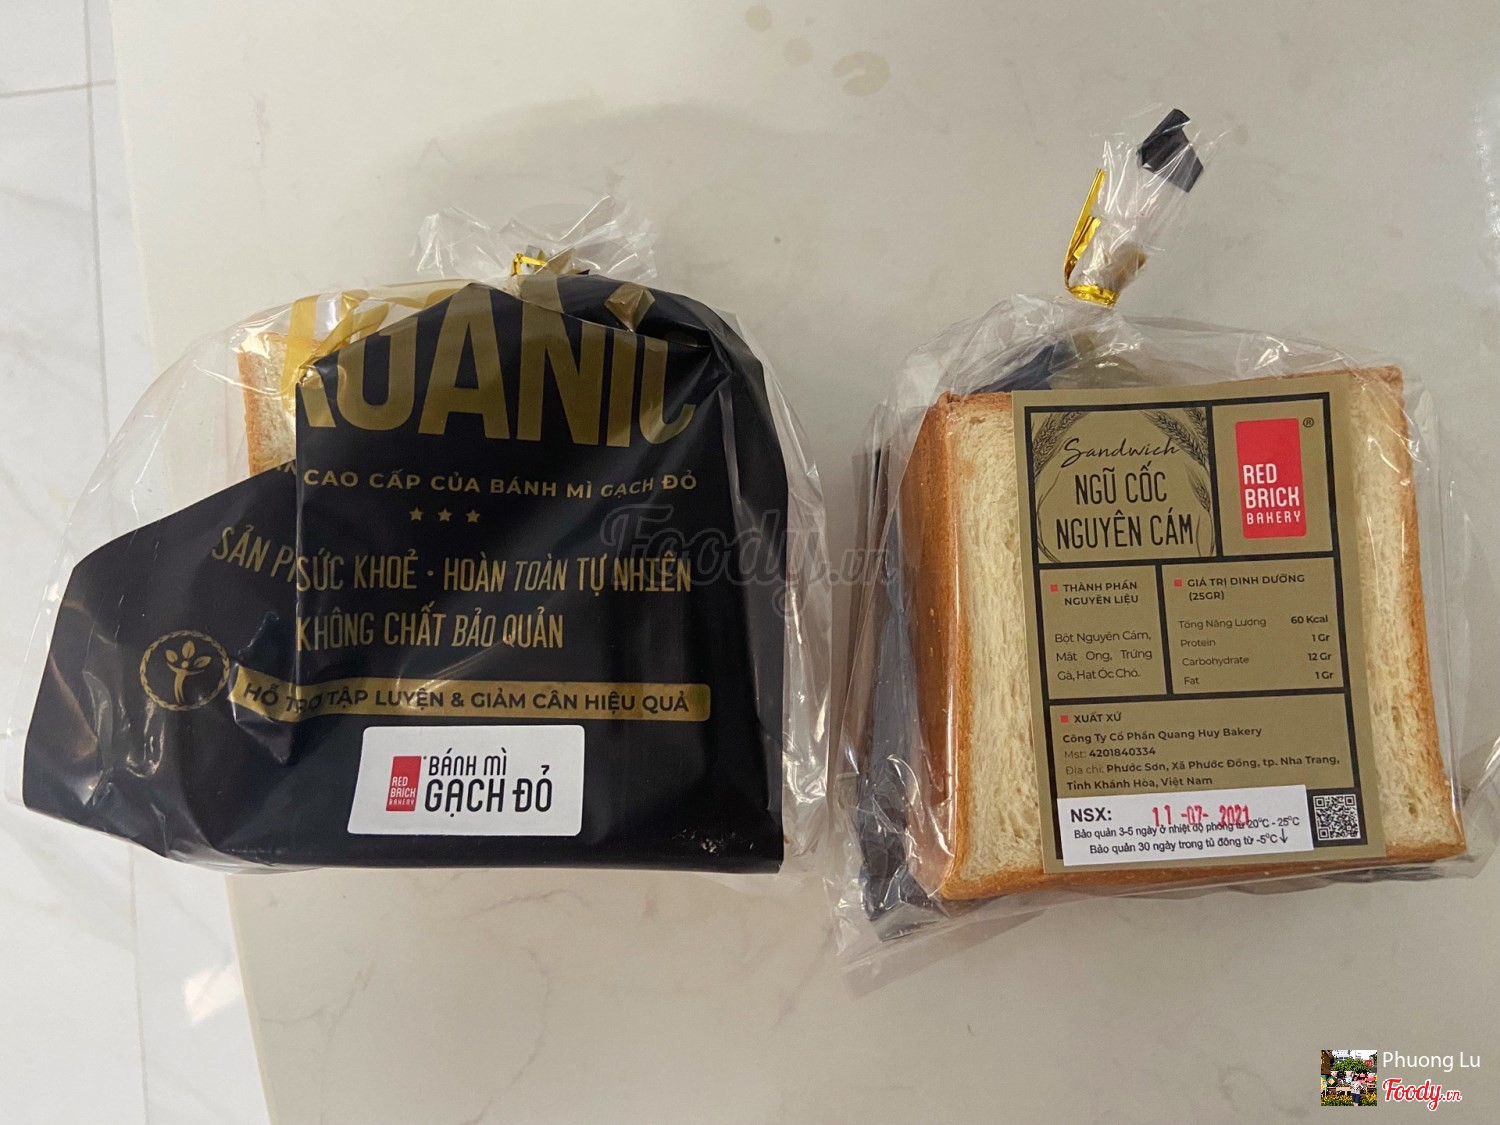 RGANIC
CAO CẤP CỦA BÁNH MÌ GẠCH ĐỎ
SẢN P SỨC KHOẺ · HOÀN TOÀN TỰ NHIÊN
KHÔNG CHẤT BẢO QUẢN
HỖ TRỢ TẬP LUYỆN & GIẢM CÂN HIỆU QUẢ
RED
BRICK
BAKERY
BÁNH MÌ
GẠCH ĐỎ
Sandwich
NGŨ CỐC
NGUYÊN CÁM
RED
BRICK
BAKERY
®
THÀNH PHẦN
NGUYÊN LIỆU
Bột Nguyên Cám,
Mật Ong, Trứng
Gà, Hạt Óc Chó.
GIÁ TRỊ DINH DƯỠNG
(25GR)
Tổng Năng Lượng 60 Kcal
Protein 1 Gr
Carbohydrate 12 Gr
Fat 1 Gr
XUẤT XỨ
Công Ty Cổ Phần Quang Huy Bakery
Mst: 4201840334
Địa chỉ: Phước Sơn, Xã Phước Đồng, tp. Nha Trang,
Tỉnh Khánh Hòa, Việt Nam
NSX: 11-07-2021
Bảo quản 3-5 ngày ở nhiệt độ phòng từ 20°C - 25°C
Bảo quản 30 ngày trong tủ đông từ -5°C↓
Foody.vn
Phuong Lu
Foody.vn